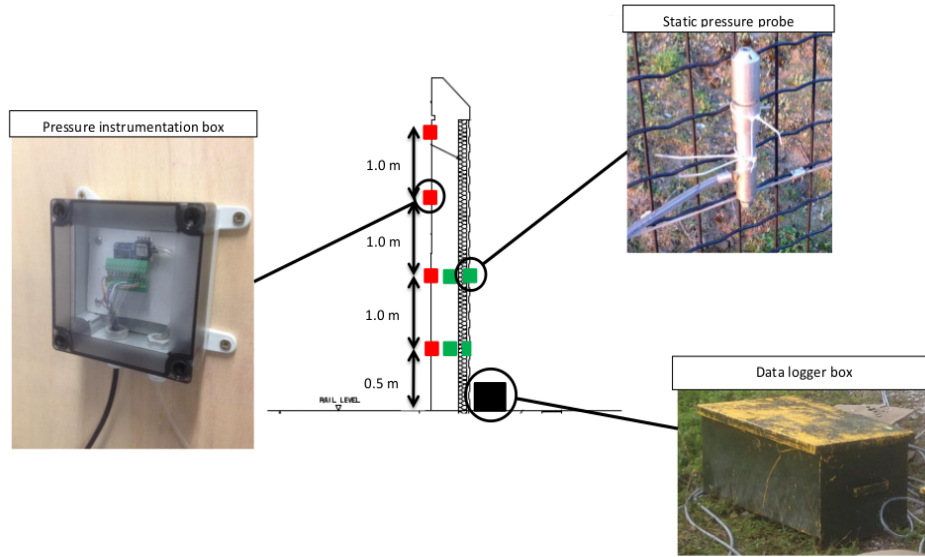 Static pressure probe
Pressure instrumentation box
1.0 m
1.0 m
1.0 m
0.5 m
RAIL LEVEL
Data logger box